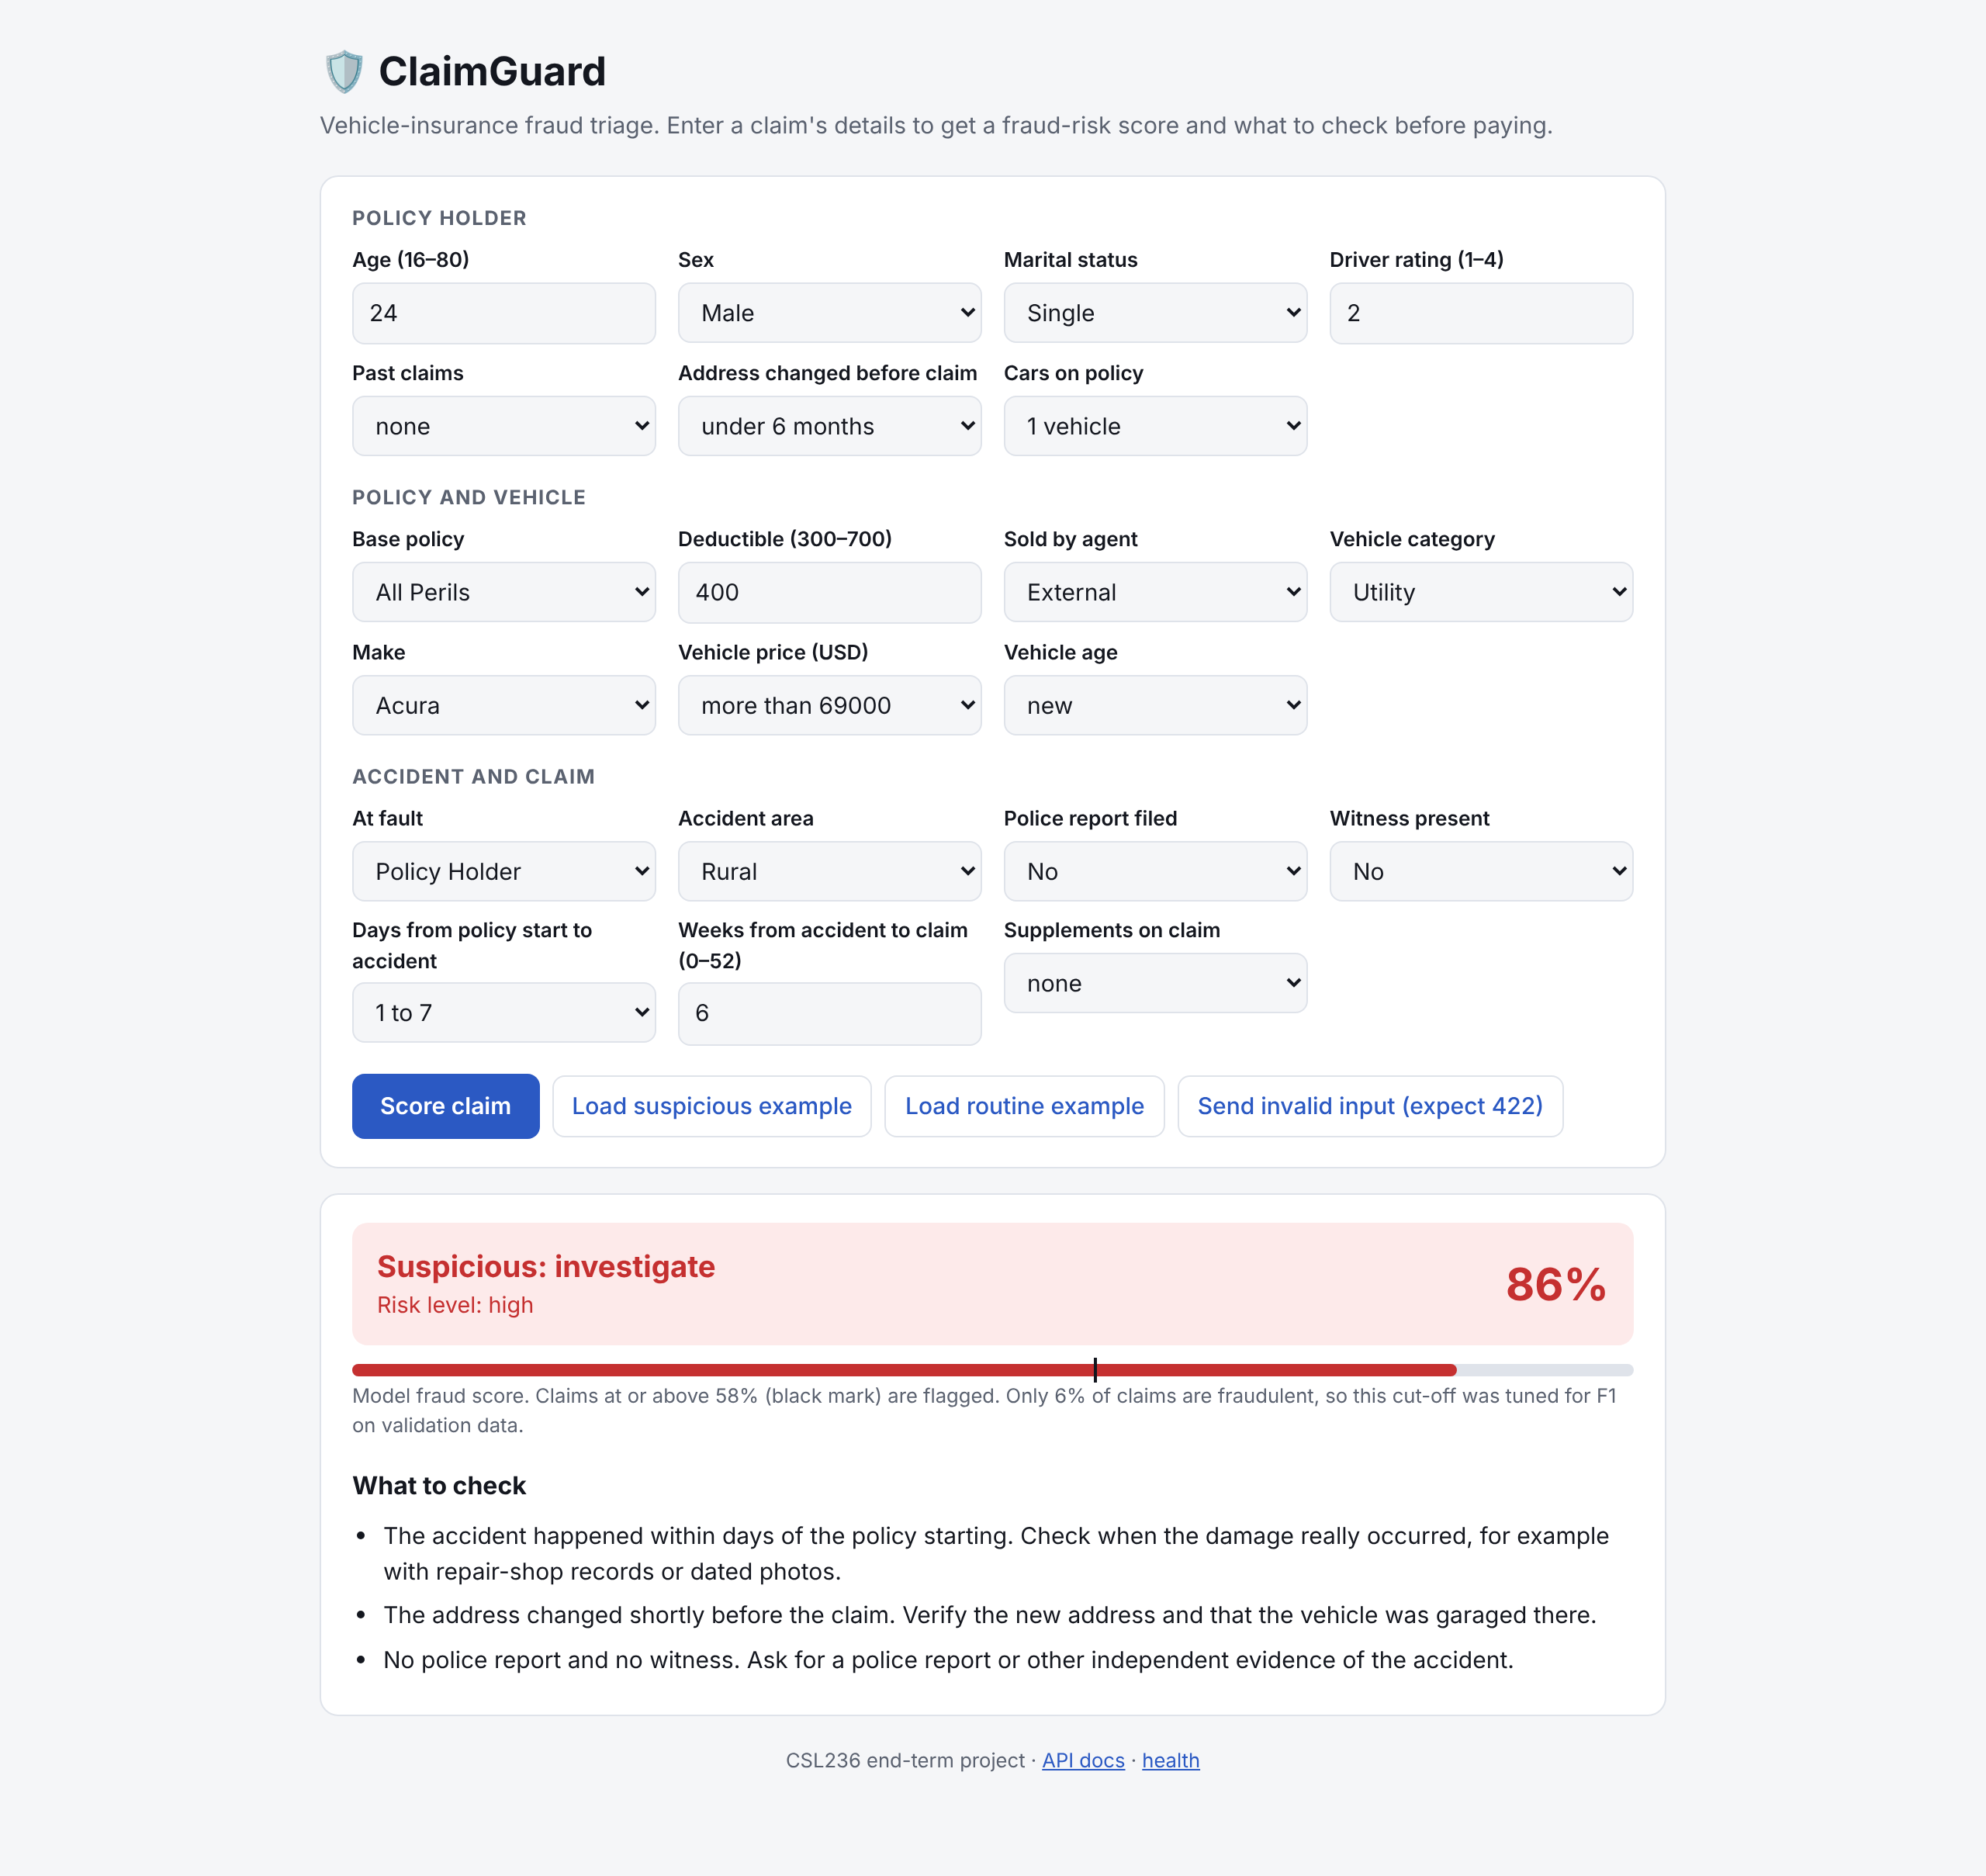 🛡️ ClaimGuard
Vehicle-insurance fraud triage. Enter a claim's details to get a fraud-risk score and what to check before paying.
POLICY HOLDER
Age (16–80) Sex Marital status Driver rating (1–4)
24 Male Single 2
Past claims Address changed before claim Cars on policy
none under 6 months 1 vehicle
POLICY AND VEHICLE
Base policy Deductible (300–700) Sold by agent Vehicle category
All Perils 400 External Utility
Make Vehicle price (USD) Vehicle age
Acura more than 69000 new
ACCIDENT AND CLAIM
At fault Accident area Police report filed Witness present
Policy Holder Rural No No
Days from policy start to accident Weeks from accident to claim (0–52) Supplements on claim
1 to 7 6 none
Score claim Load suspicious example Load routine example Send invalid input (expect 422)
Suspicious: investigate
Risk level: high
86%
Model fraud score. Claims at or above 58% (black mark) are flagged. Only 6% of claims are fraudulent, so this cut-off was tuned for F1
on validation data.
What to check
• The accident happened within days of the policy starting. Check when the damage really occurred, for example
with repair-shop records or dated photos.
• The address changed shortly before the claim. Verify the new address and that the vehicle was garaged there.
• No police report and no witness. Ask for a police report or other independent evidence of the accident.
CSL236 end-term project · API docs · health